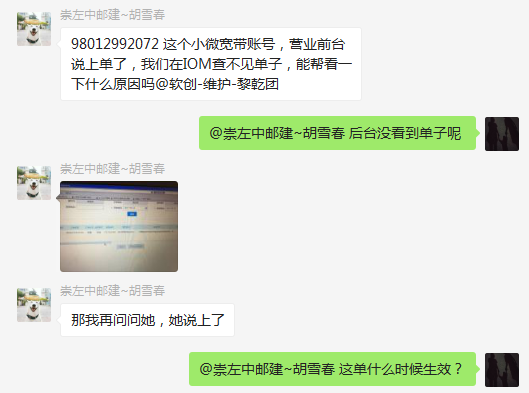 崇左中邮建~胡雪春
98012992072 这个小微宽带账号，营业前台
说上单了，我们在IOM查不见单子，能帮看一
下什么原因吗@软创-维护-黎乾团
@崇左中邮建~胡雪春 后台没看到单子呢
崇左中邮建~胡雪春
崇左中邮建~胡雪春
那我再问问她，她说上了
@崇左中邮建~胡雪春 这单什么时候生效？